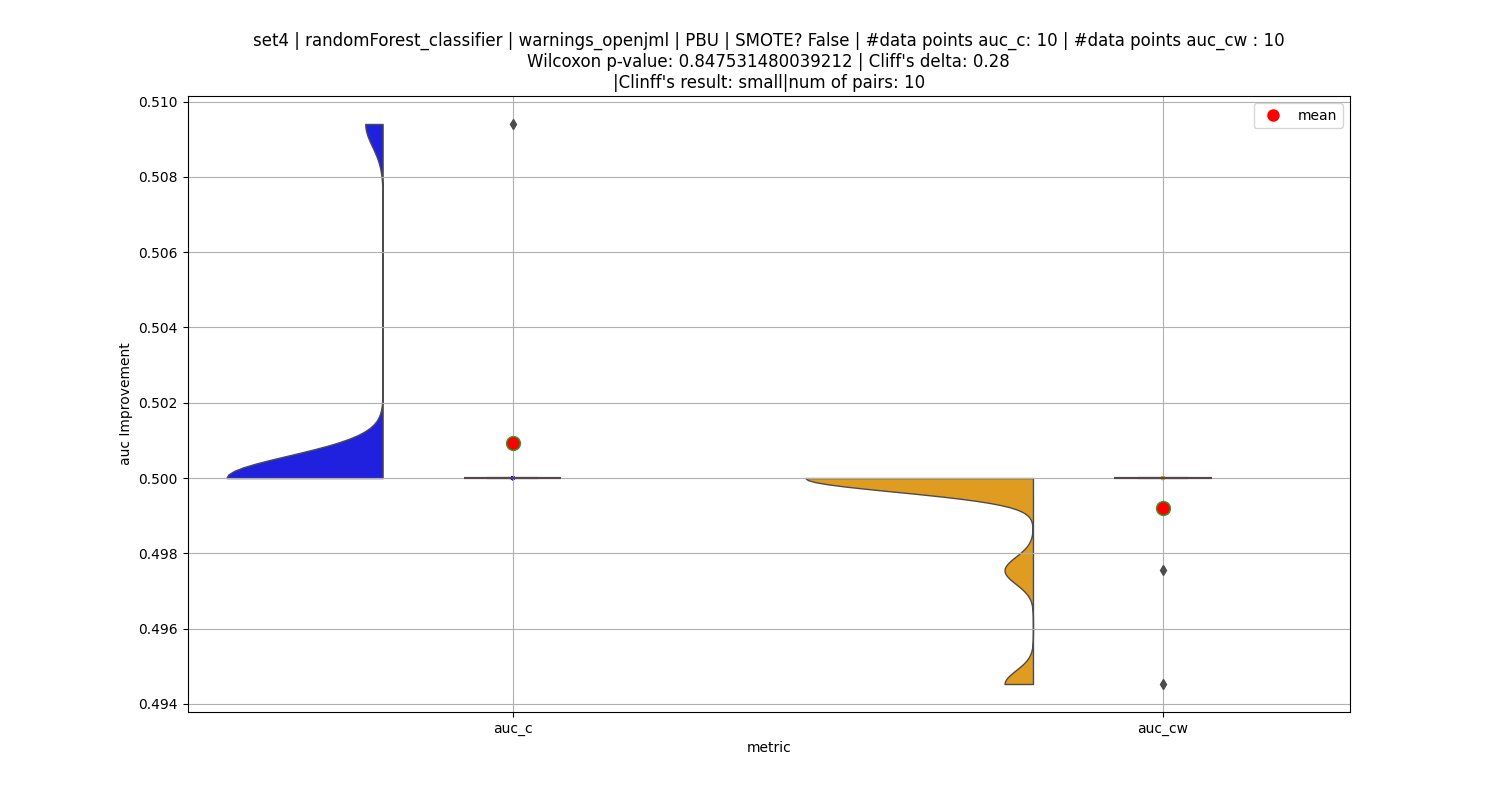 set4 | randomForest_classifier | warnings_openjml | PBU | SMOTE? False | #data points auc_c: 10 | #data points auc_cw : 10
Wilcoxon p-value: 0.847531480039212 | Cliff's delta: 0.28
|Clinff's result: small|num of pairs: 10
mean
0.510
0.508
0.506
0.504
0.502
0.500
0.498
0.496
0.494
auc Improvement
auc_c
auc_cw
metric